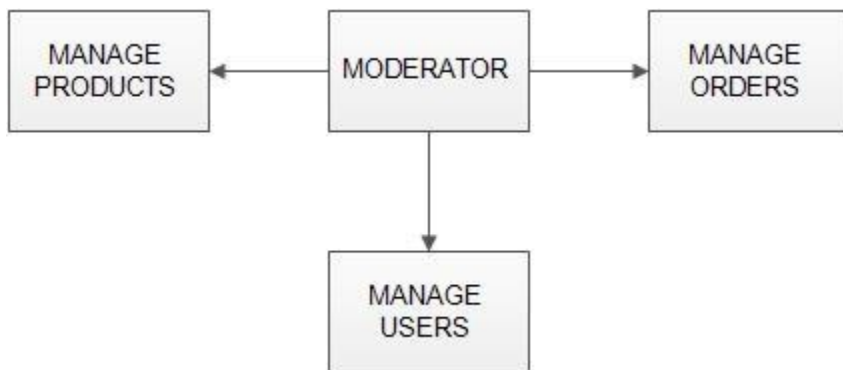 MANAGE
PRODUCTS
MODERATOR
MANAGE
ORDERS
MANAGE
USERS